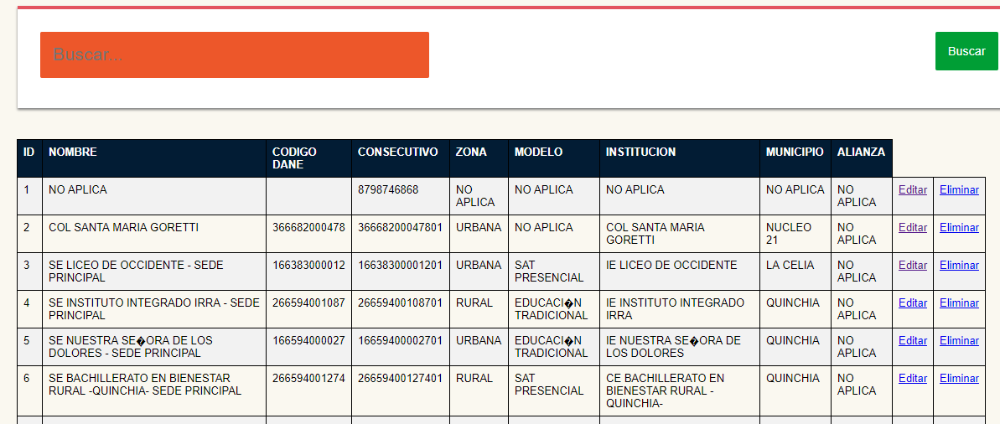 Buscar...
Buscar
ID NOMBRE CODIGO DANE CONSECUTIVO ZONA MODELO INSTITUCION MUNICIPIO ALIANZA
1 NO APLICA 8798746868 NO APLICA NO APLICA NO APLICA NO APLICA NO APLICA Editar Eliminar
2 COL SANTA MARIA GORETTI 366682000478 36668200047801 URBANA NO APLICA COL SANTA MARIA GORETTI NUCLEO 21 NO APLICA Editar Eliminar
3 SE LICEO DE OCCIDENTE - SEDE PRINCIPAL 166383000012 16638300001201 URBANA SAT PRESENCIAL IE LICEO DE OCCIDENTE LA CELIA NO APLICA Editar Eliminar
4 SE INSTITUTO INTEGRADO IRRA - SEDE PRINCIPAL 266594001087 26659400108701 RURAL EDUCACI�N TRADICIONAL IE INSTITUTO INTEGRADO IRRA QUINCHIA NO APLICA Editar Eliminar
5 SE NUESTRA SE�ORA DE LOS DOLORES - SEDE PRINCIPAL 166594000027 16659400002701 URBANA EDUCACI�N TRADICIONAL IE NUESTRA SE�ORA DE LOS DOLORES QUINCHIA NO APLICA Editar Eliminar
6 SE BACHILLERATO EN BIENESTAR RURAL -QUINCHIA- SEDE PRINCIPAL 266594001274 26659400127401 RURAL SAT PRESENCIAL CE BACHILLERATO EN BIENESTAR RURAL -QUINCHIA- QUINCHIA NO APLICA Editar Eliminar